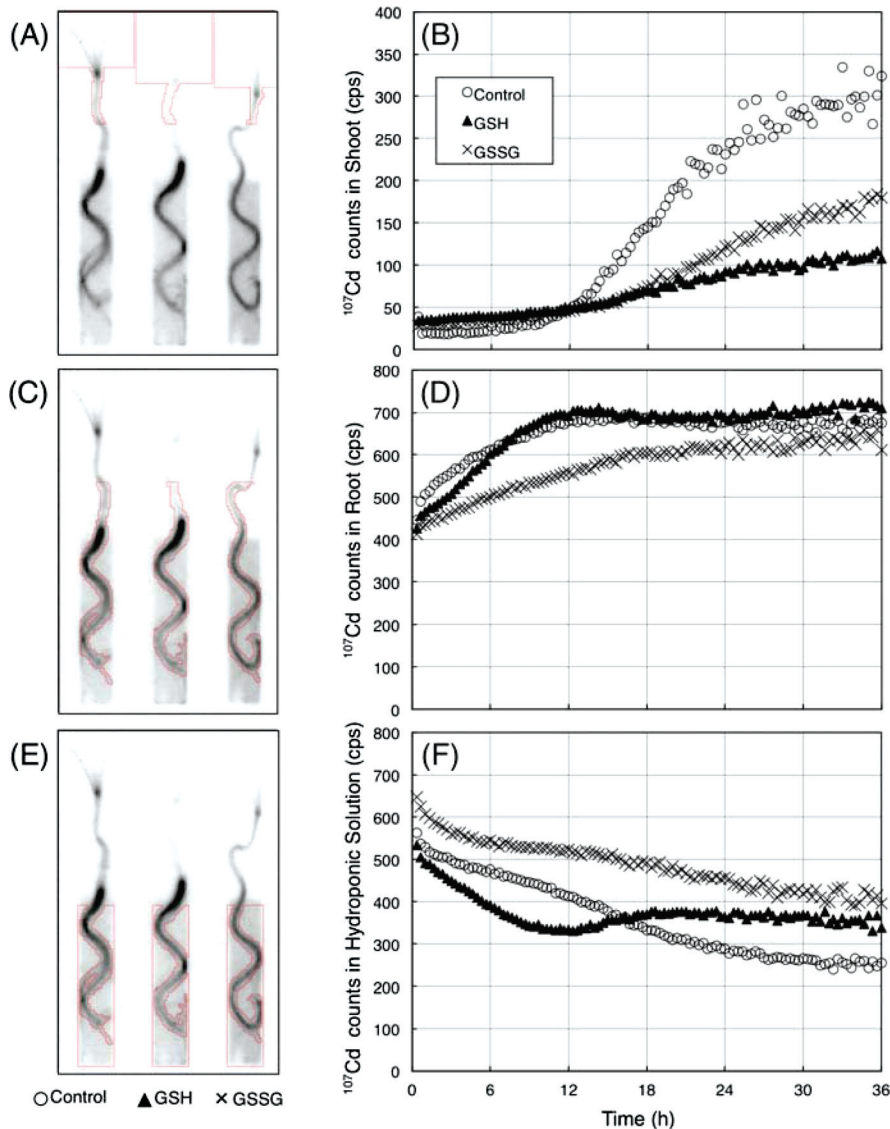 (A)
(B)
400
350
300
250
200
150
100
50
0
¹⁰⁷Cd counts in Shoot (cps)
○Control
▲GSH
×GSSG
(C)
(D)
800
700
600
500
400
300
200
100
0
¹⁰⁷Cd counts in Root (cps)
(E)
(F)
800
700
600
500
400
300
200
100
0
¹⁰⁷Cd counts in Hydroponic Solution (cps)
0 6 12 18 24 30 36
Time (h)
○Control ▲GSH ×GSSG